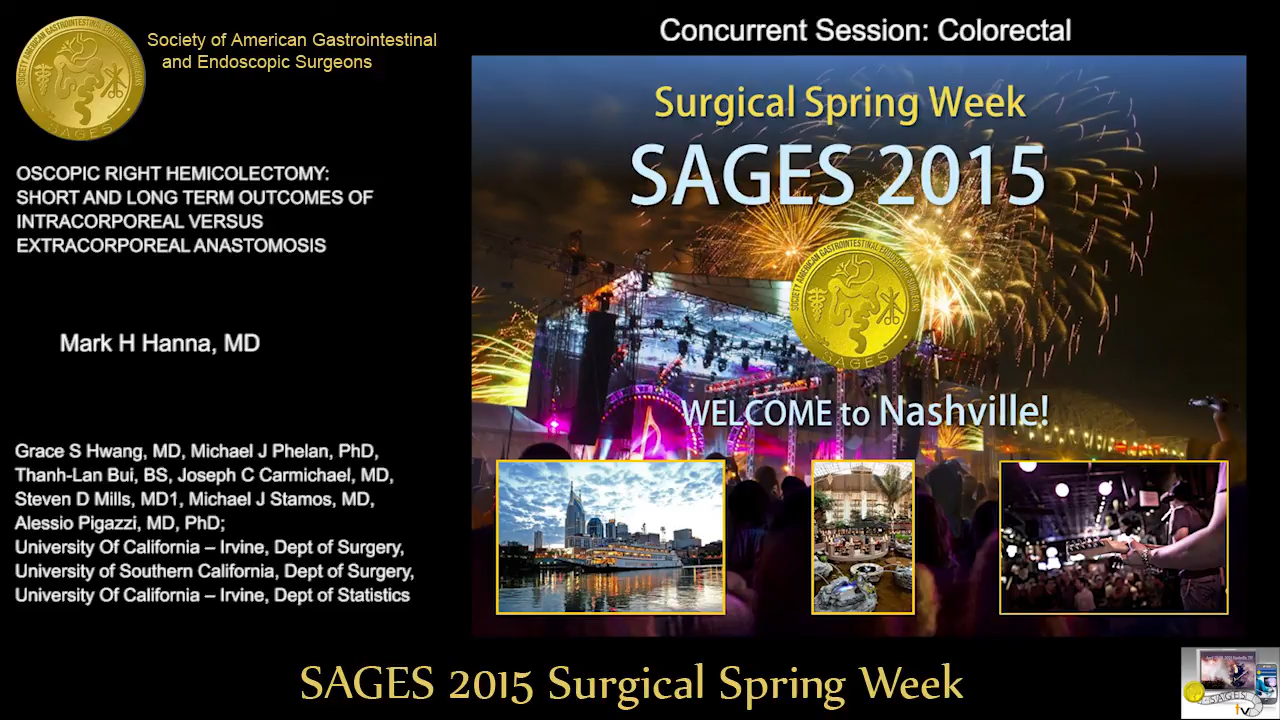 Society of American Gastrointestinal
and Endoscopic Surgeons
Concurrent Session: Colorectal
OSCOPIC RIGHT HEMICOLECTOMY:
SHORT AND LONG TERM OUTCOMES OF
INTRACORPOREAL VERSUS
EXTRACORPOREAL ANASTOMOSIS
Mark H Hanna, MD
Grace S Hwang, MD, Michael J Phelan, PhD,
Thanh-Lan Bui, BS, Joseph C Carmichael, MD,
Steven D Mills, MD1, Michael J Stamos, MD,
Alessio Pigazzi, MD, PhD;
University Of California – Irvine, Dept of Surgery,
University of Southern California, Dept of Surgery,
University Of California – Irvine, Dept of Statistics
Surgical Spring Week
SAGES 2015
SAGES
WELCOME to Nashville!
SAGES 2015 Surgical Spring Week
SAGES
tv